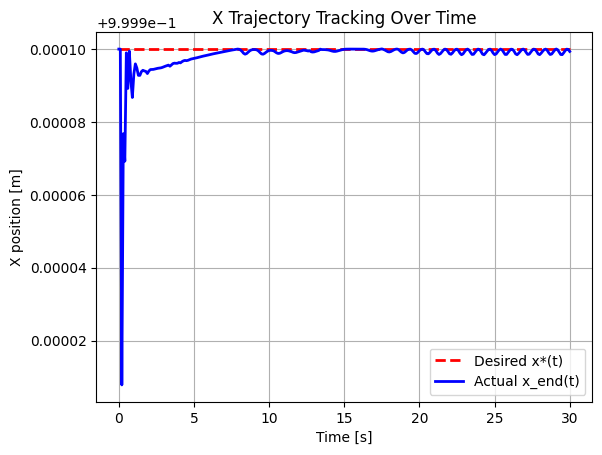 X Trajectory Tracking Over Time
+9.999e−1
0.00010
0.00008
0.00006
0.00004
0.00002
X position [m]
0 5 10 15 20 25 30
Time [s]
Desired x*(t)
Actual x_end(t)